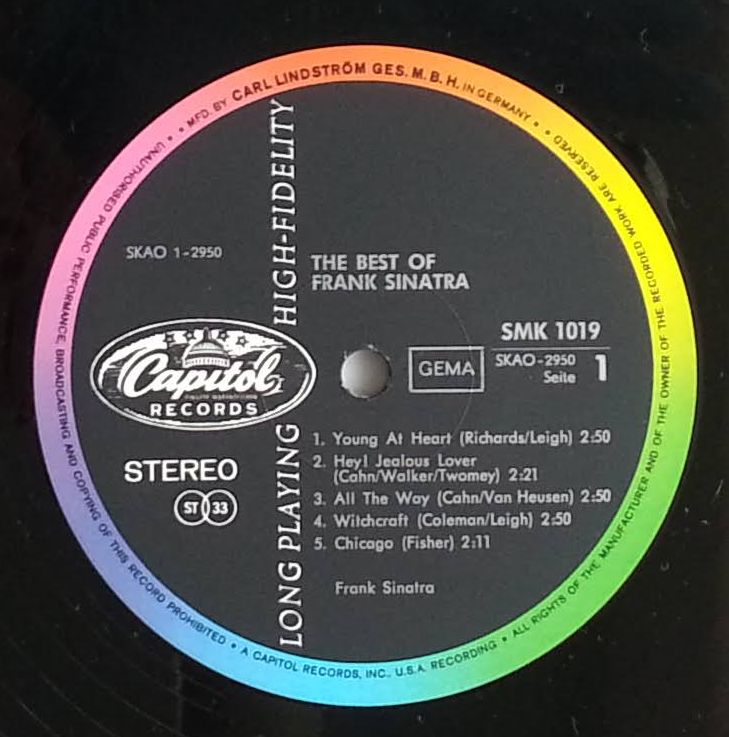 MFD. BY CARL LINDSTRÖM GES. M. B. H. IN GERMANY • • ALL RIGHTS OF THE MANUFACTURER AND OF THE OWNER OF THE RECORDED WORK ARE RESERVED
UNAUTHORISED PUBLIC PERFORMANCE, BROADCASTING AND COPYING OF THIS RECORD PROHIBITED • A CAPITOL RECORDS, INC., U.S.A. RECORDING •
LONG PLAYING HIGH-FIDELITY
SKAO 1-2950
THE BEST OF
FRANK SINATRA
SMK 1019
GEMA
SKAO-2950
Seite 1
Capitol
RECORDS
STEREO
ST 33
1. Young At Heart (Richards/Leigh) 2:50
2. Hey! Jealous Lover
(Cahn/Walker/Twomey) 2:21
3. All The Way (Cahn/Van Heusen) 2:50
4. Witchcraft (Coleman/Leigh) 2:50
5. Chicago (Fisher) 2:11
Frank Sinatra